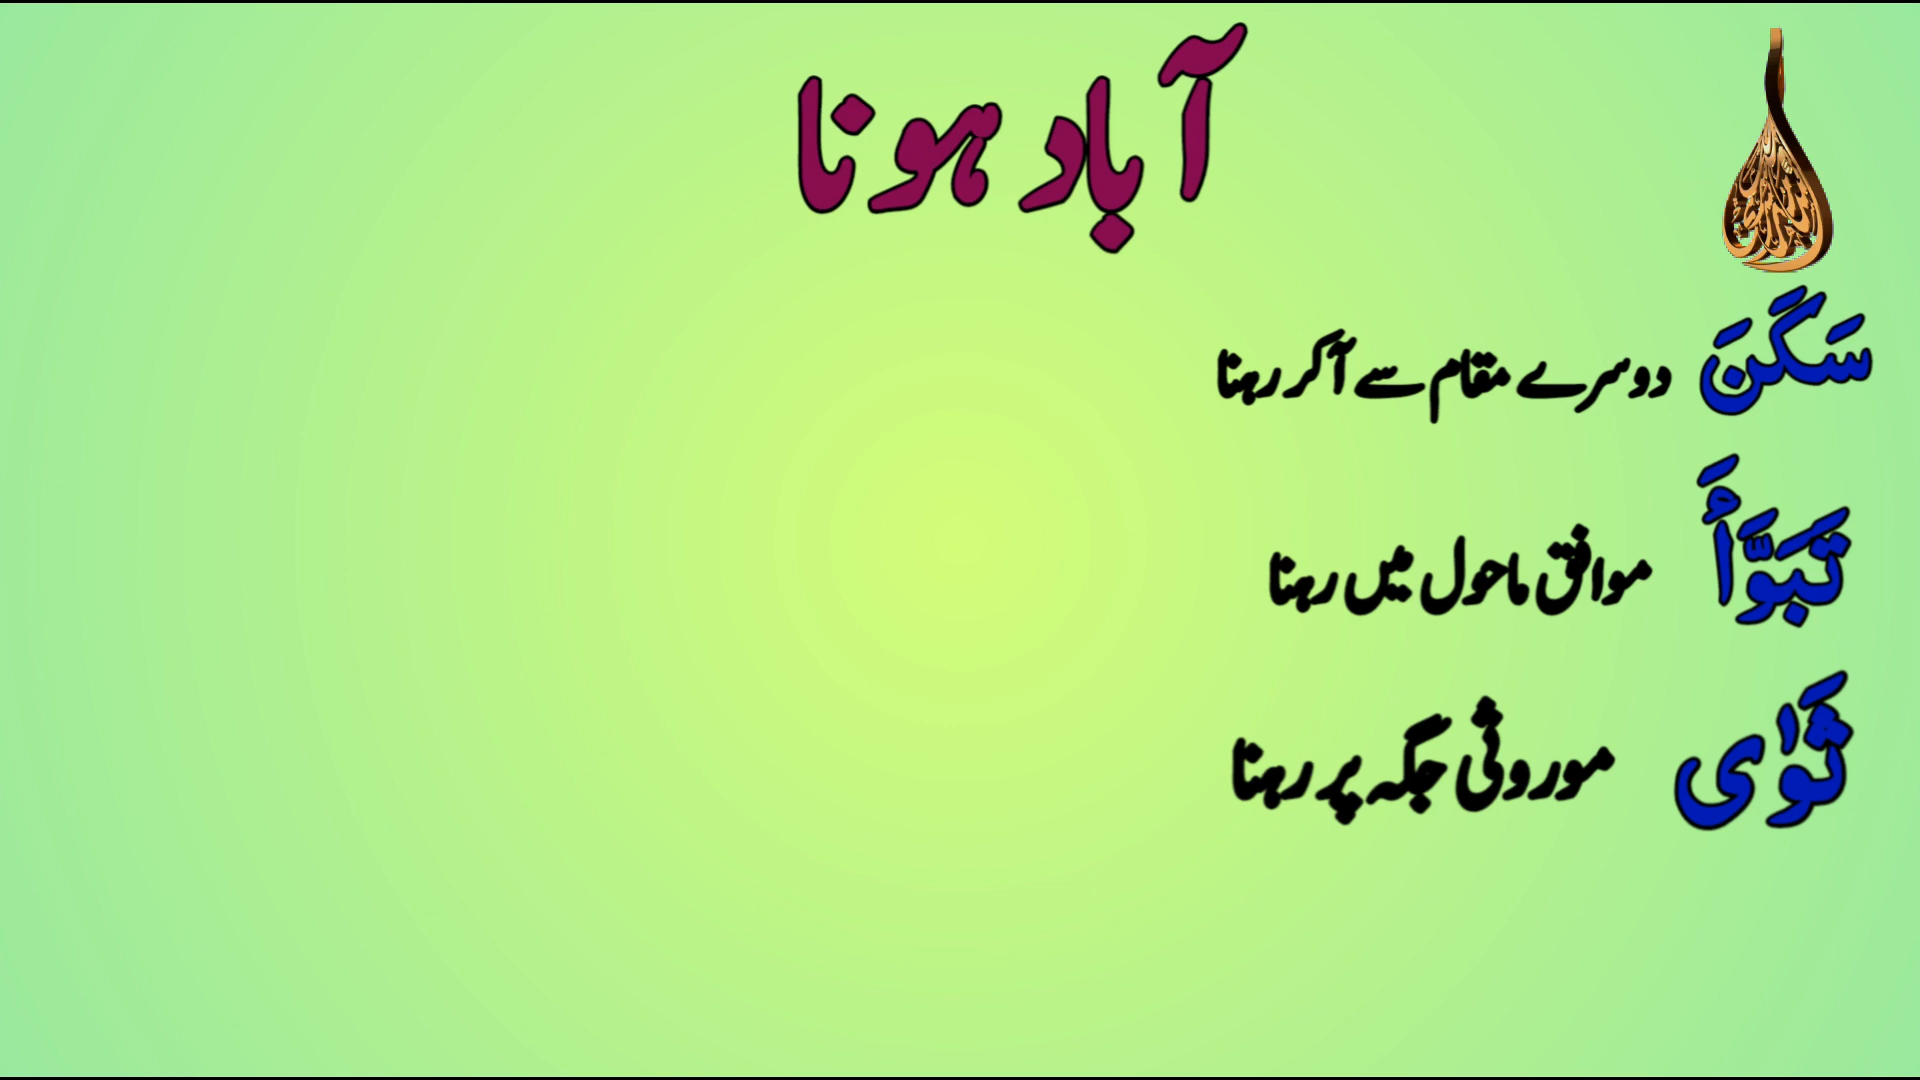 آباد ہونا
سَكَنَ دوسرے مقام سے آکر رہنا
تَبَوَّأَ موافق ماحول میں رہنا
ثَوٰی موروثی جگہ پر رہنا